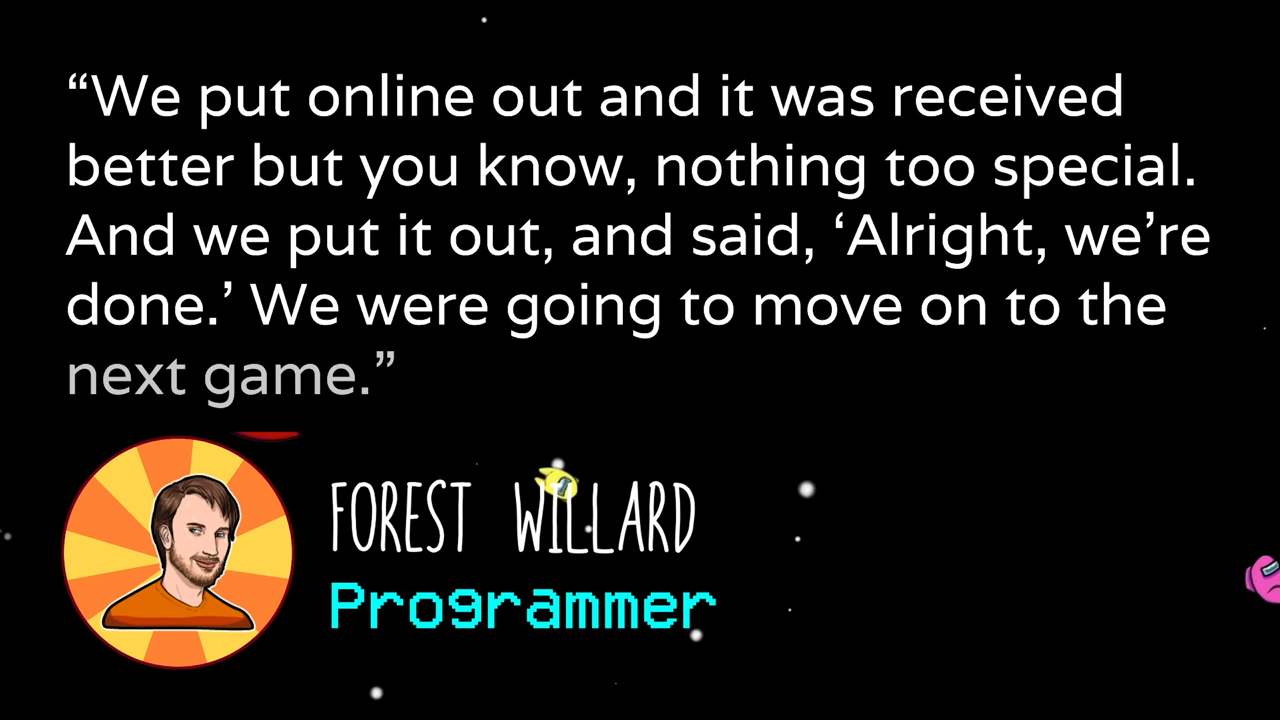 “We put online out and it was received
better but you know, nothing too special.
And we put it out, and said, ‘Alright, we’re
done.’ We were going to move on to the
next game.”
FOREST WILLARD
Programmer